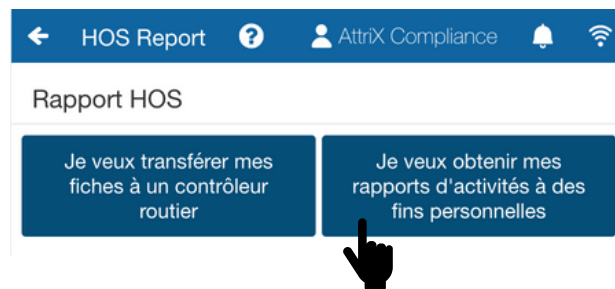 HOS Report ? AttriX Compliance
Rapport HOS
Je veux transférer mes
fiches à un contrôleur
routier
Je veux obtenir mes
rapports d'activités à des
fins personnelles